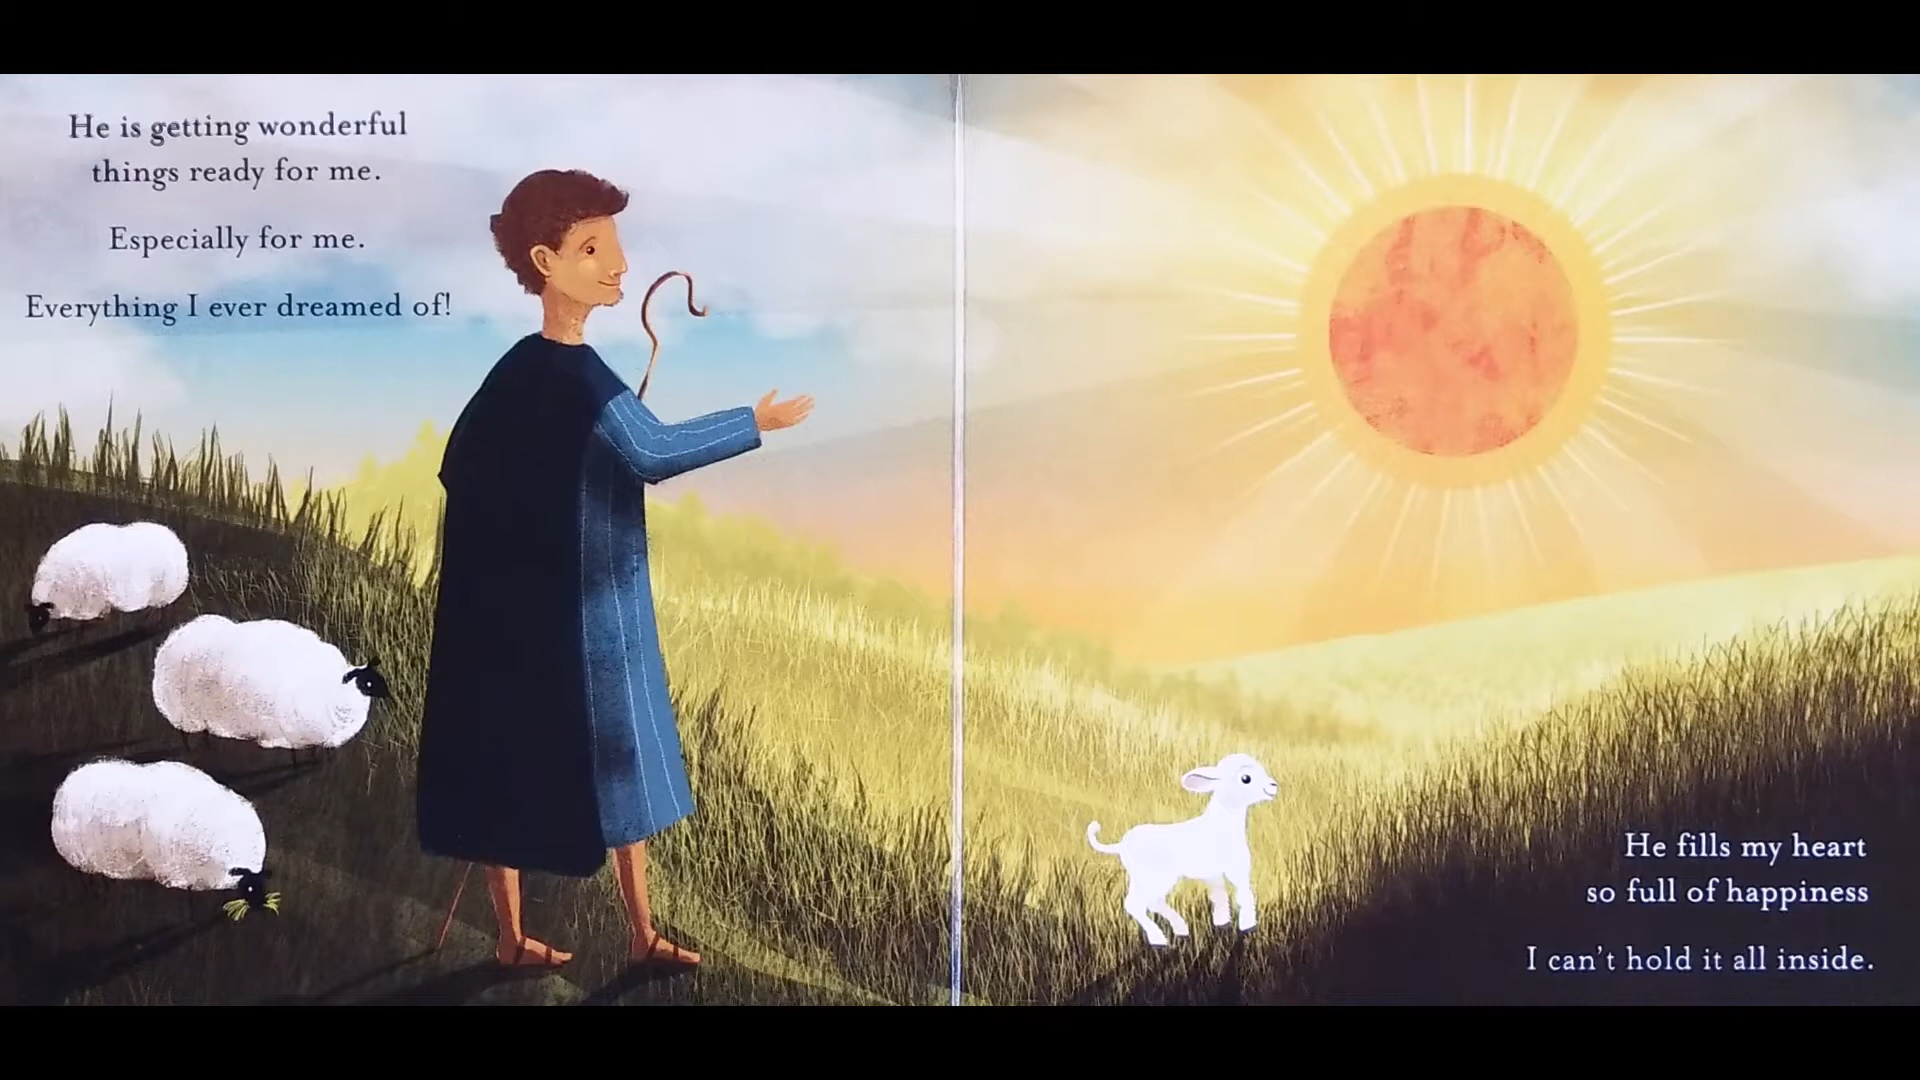 He is getting wonderful
things ready for me.
Especially for me.
Everything I ever dreamed of!
He fills my heart
so full of happiness
I can't hold it all inside.